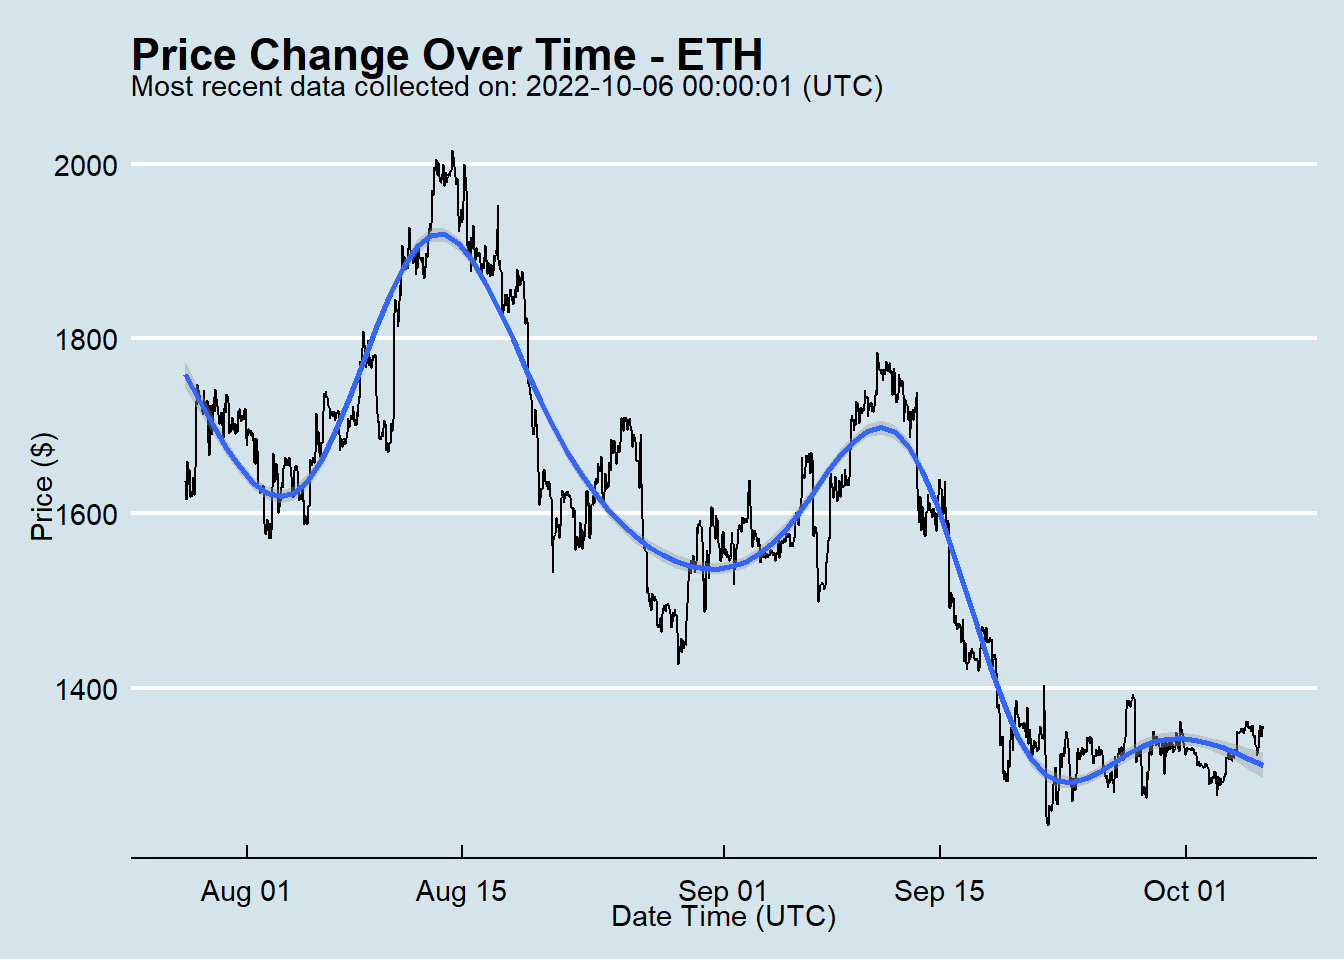 Price Change Over Time - ETH
Most recent data collected on: 2022-10-06 00:00:01 (UTC)
2000
1800
1600
1400
Price ($)
Aug 01
Aug 15
Sep 01
Sep 15
Oct 01
Date Time (UTC)